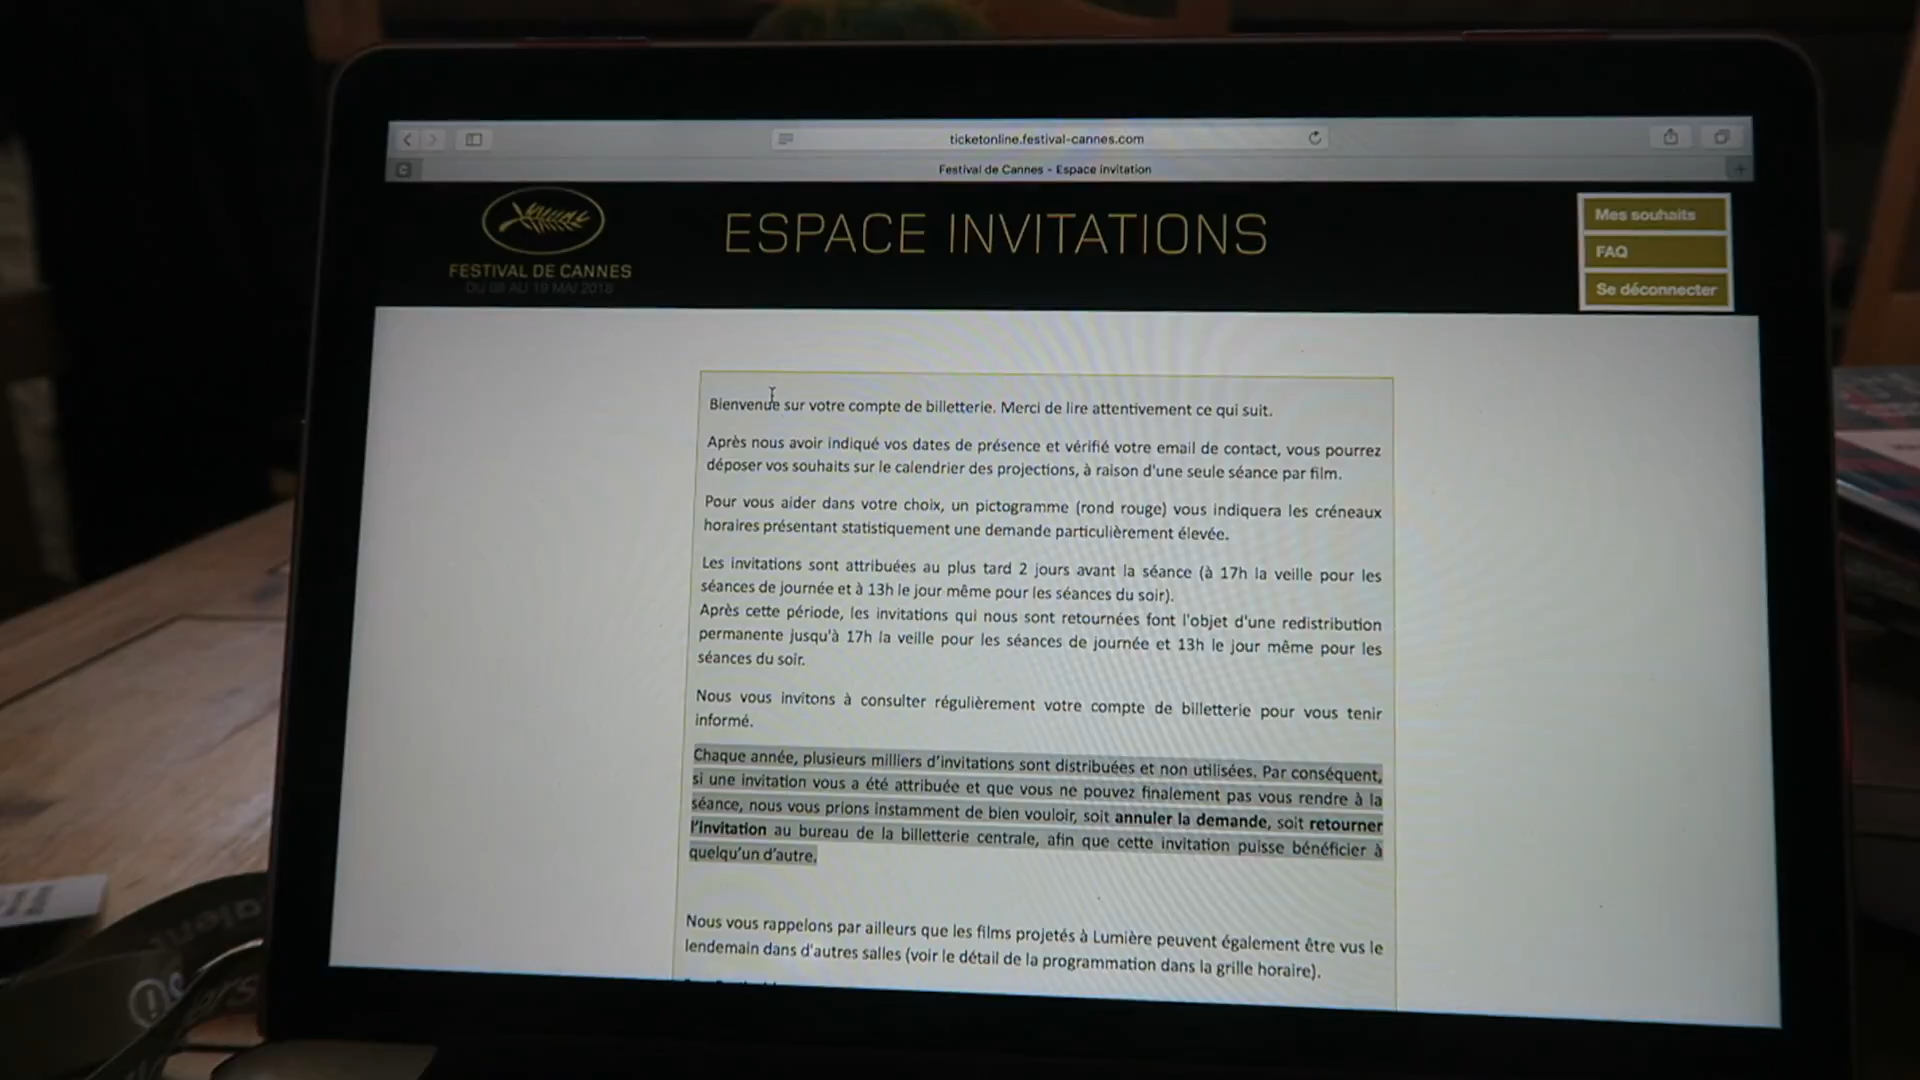 ticketonline.festival-cannes.com
Festival de Cannes - Espace invitation
FESTIVAL DE CANNES
DU 08 AU 19 MAI 2018
ESPACE INVITATIONS
Mes souhaits
FAQ
Se déconnecter
Bienvenue sur votre compte de billetterie. Merci de lire attentivement ce qui suit.
Après nous avoir indiqué vos dates de présence et vérifié votre email de contact, vous pourrez
déposer vos souhaits sur le calendrier des projections, à raison d'une seule séance par film.
Pour vous aider dans votre choix, un pictogramme (rond rouge) vous indiquera les créneaux
horaires présentant statistiquement une demande particulièrement élevée.
Les invitations sont attribuées au plus tard 2 jours avant la séance (à 17h la veille pour les
séances de journée et à 13h le jour même pour les séances du soir).
Après cette période, les invitations qui nous sont retournées font l'objet d'une redistribution
permanente jusqu'à 17h la veille pour les séances de journée et 13h le jour même pour les
séances du soir.
Nous vous invitons à consulter régulièrement votre compte de billetterie pour vous tenir
informé.
Chaque année, plusieurs milliers d'invitations sont distribuées et non utilisées. Par conséquent,
si une invitation vous a été attribuée et que vous ne pouvez finalement pas vous rendre à la
séance, nous vous prions instamment de bien vouloir, soit annuler la demande, soit retourner
l'invitation au bureau de la billetterie centrale, afin que cette invitation puisse bénéficier à
quelqu'un d'autre.
Nous vous rappelons par ailleurs que les films projetés à Lumière peuvent également être vus le
lendemain dans d'autres salles (voir le détail de la programmation dans la grille horaire).